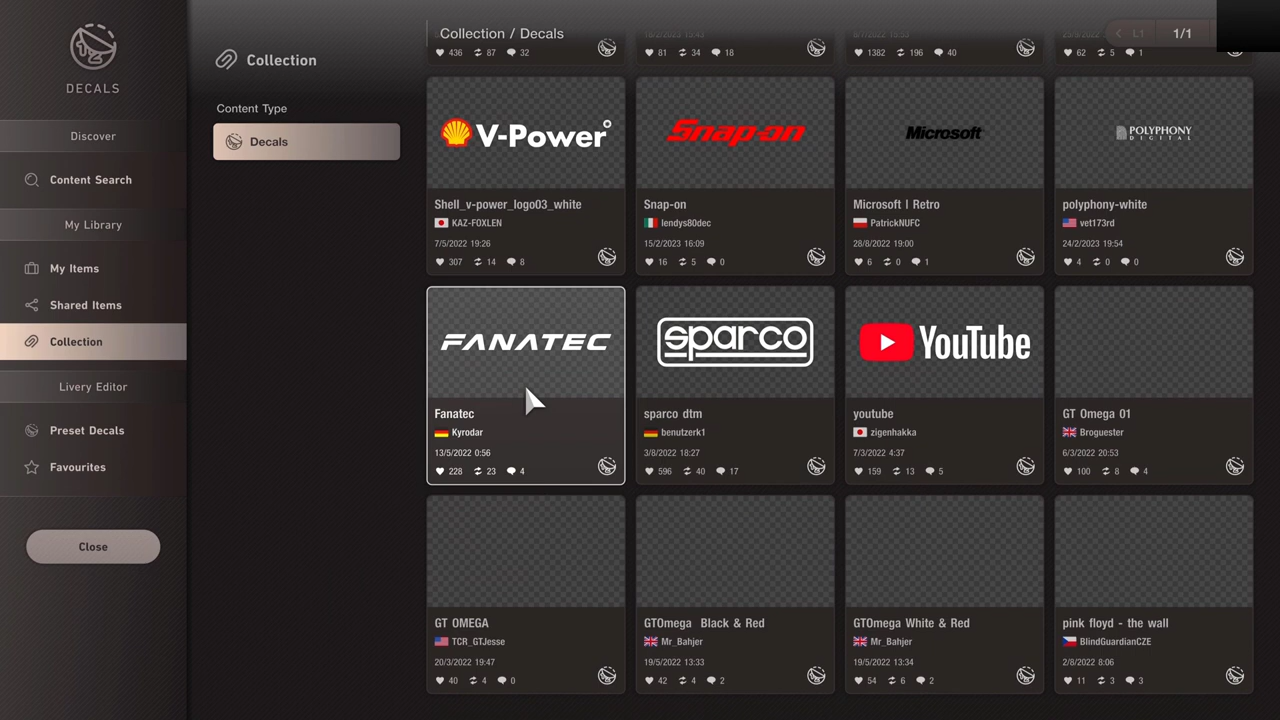 DECALS
Discover
Content Search
My Library
My Items
Shared Items
Collection
Livery Editor
Preset Decals
Favourites
Close
Collection
Content Type
Decals
Collection / Decals
L1
1/1
436 87 32
81 34 18
1382 196 40
62 5 1
V-Power
Shell_v-power_logo03_white
KAZ-FOXLEN
7/5/2022 19:26
307 14 8
Snap-on
Snap-on
lendys80dec
15/2/2023 16:09
16 5 0
Microsoft
Microsoft | Retro
PatrickNUFC
28/8/2022 19:00
6 0 1
POLYPHONY
DIGITAL
polyphony-white
vet173rd
24/2/2023 19:54
4 0 0
FANATEC
Fanatec
Kyrodar
13/5/2022 0:56
228 23 4
sparco
sparco dtm
benutzerk1
3/8/2022 18:27
596 40 17
YouTube
youtube
zigenhakka
7/3/2022 4:37
159 13 5
GT Omega 01
Broguester
6/3/2022 20:53
100 8 4
GT OMEGA
TCR_GTJesse
20/3/2022 19:47
40 4 0
GTOmega Black & Red
Mr_Bahjer
19/5/2022 13:33
42 4 2
GTOmega White & Red
Mr_Bahjer
19/5/2022 13:34
54 6 2
pink floyd - the wall
BlindGuardianCZE
2/8/2022 8:06
11 3 3